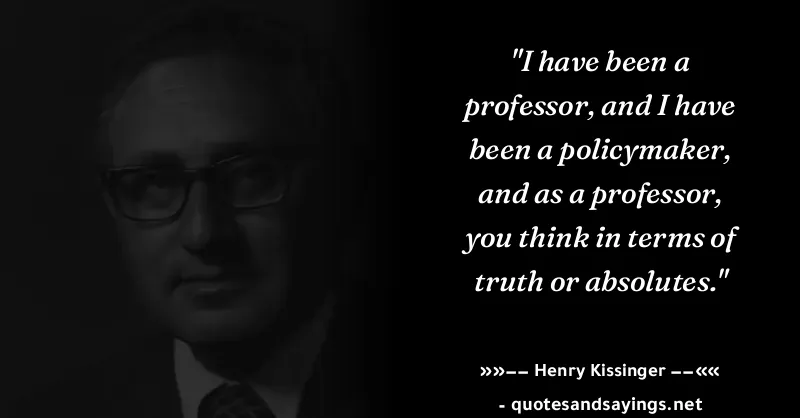 "I have been a
professor, and I have
been a policymaker,
and as a professor,
you think in terms of
truth or absolutes."
»»−− Henry Kissinger −−««
- quotesandsayings.net